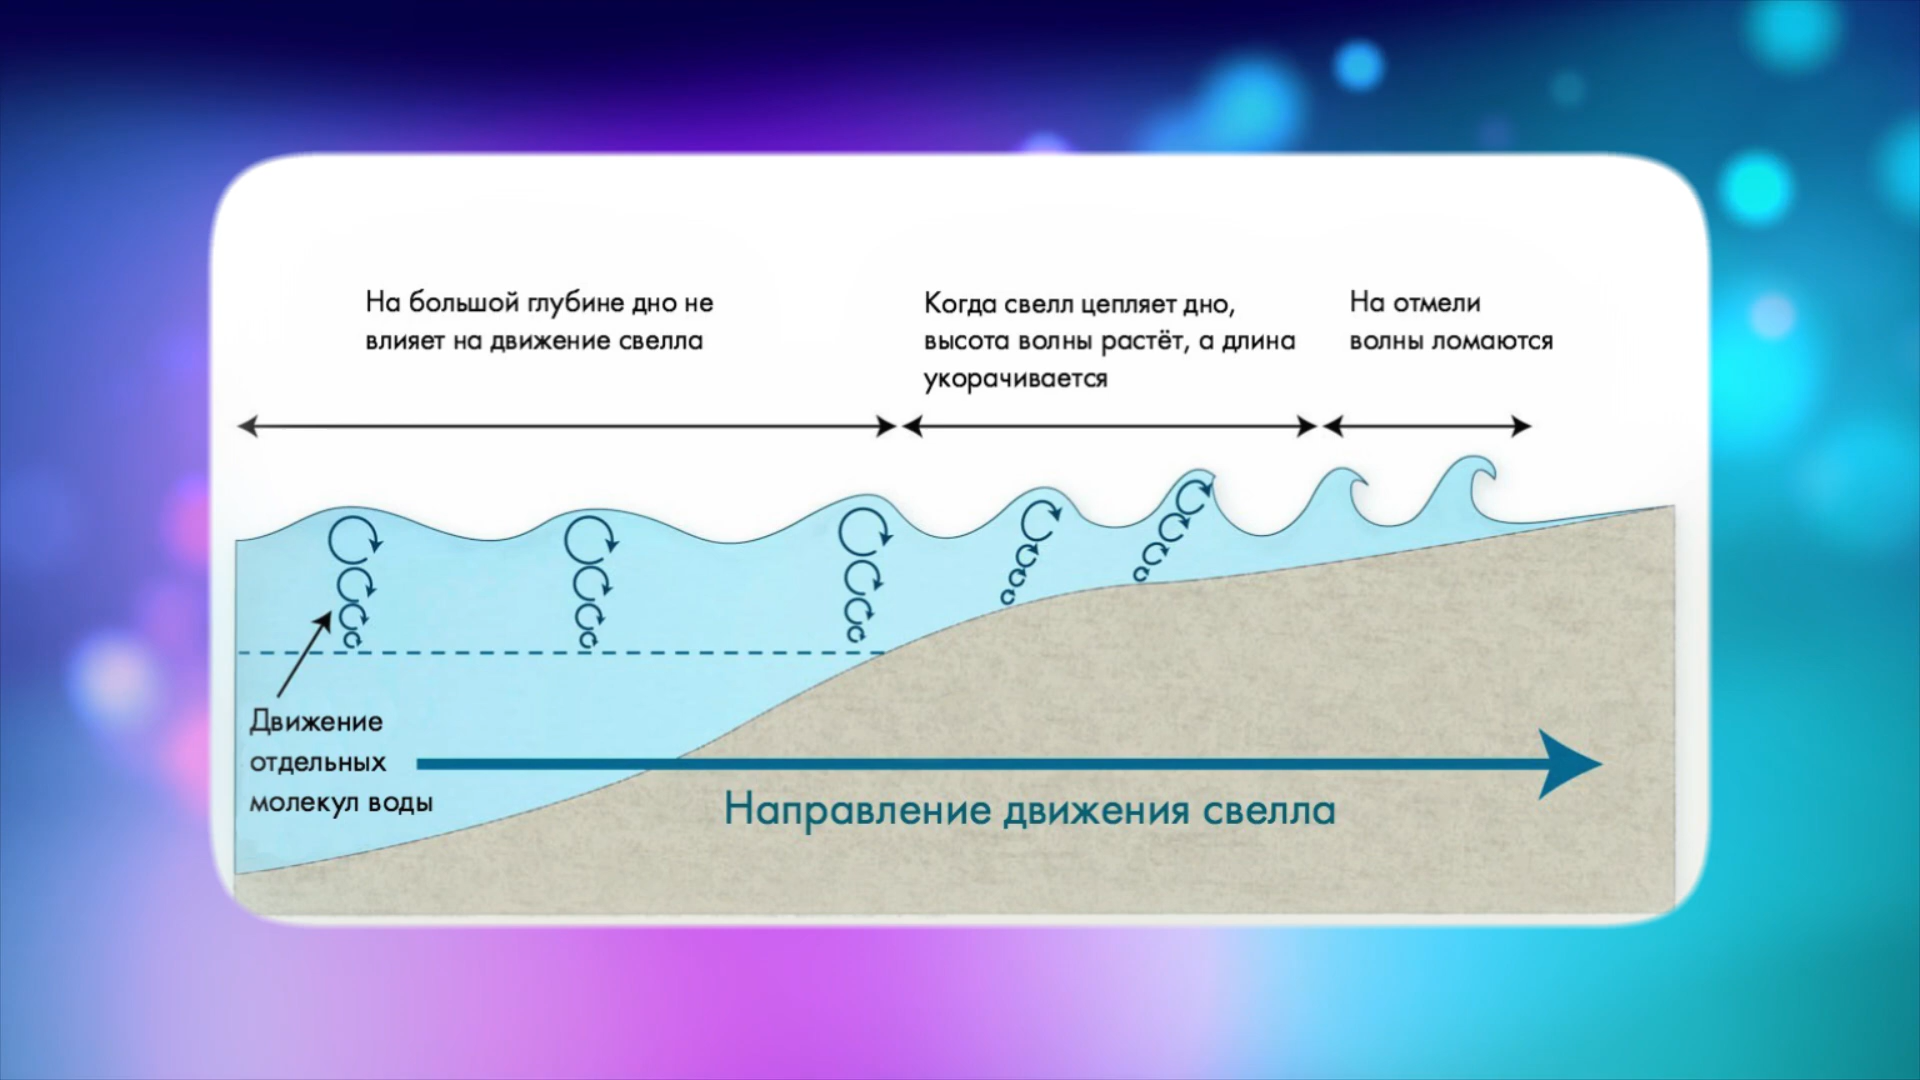 На большой глубине дно не
влияет на движение свелла
Когда свелл цепляет дно,
высота волны растёт, а длина
укорачивается
На отмели
волны ломаются
Движение
отдельных
молекул воды
Направление движения свелла